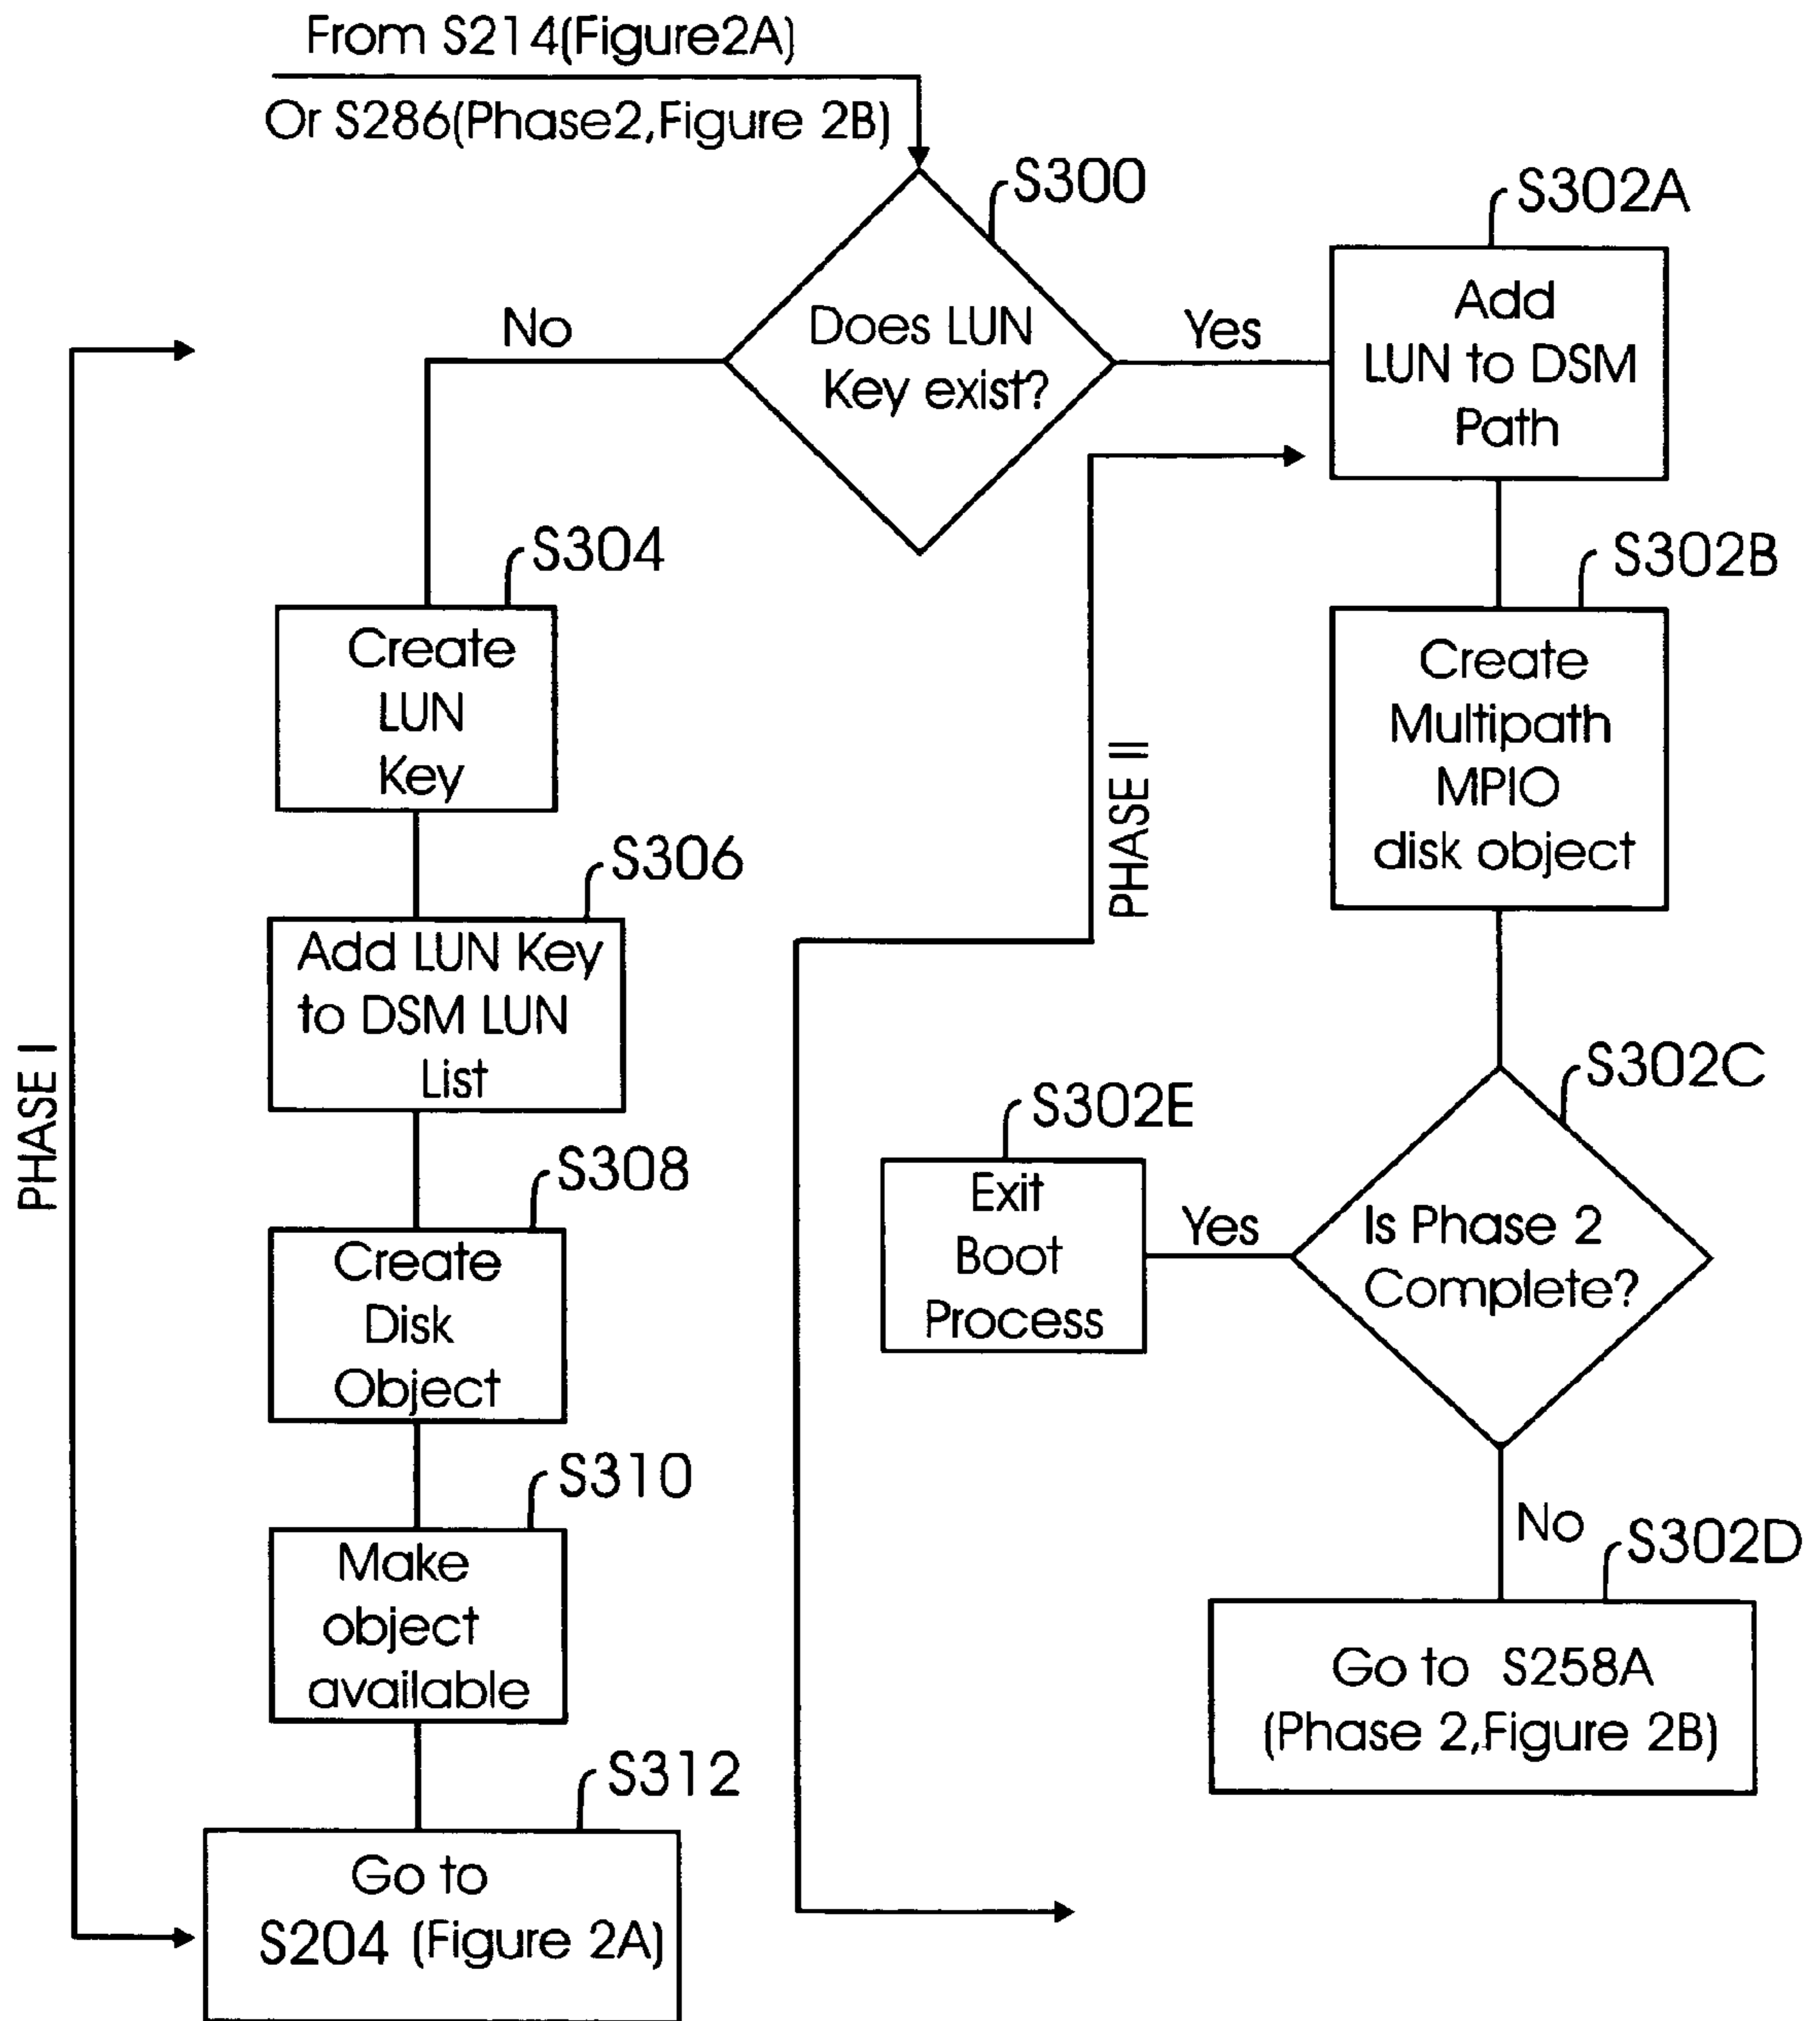 From S214(Figure2A)
Or S286(Phase2,Figure 2B)
S300
Does LUN
Key exist?
No
Yes
S302A
Add
LUN to DSM
Path
S302B
Create
Multipath
MPIO
disk object
S302C
Is Phase 2
Complete?
Yes
S302E
Exit
Boot
Process
No
S302D
Go to S258A
(Phase 2,Figure 2B)
PHASE II
S304
Create
LUN
Key
S306
Add LUN Key
to DSM LUN
List
S308
Create
Disk
Object
S310
Make
object
available
S312
Go to
S204 (Figure 2A)
PHASE I